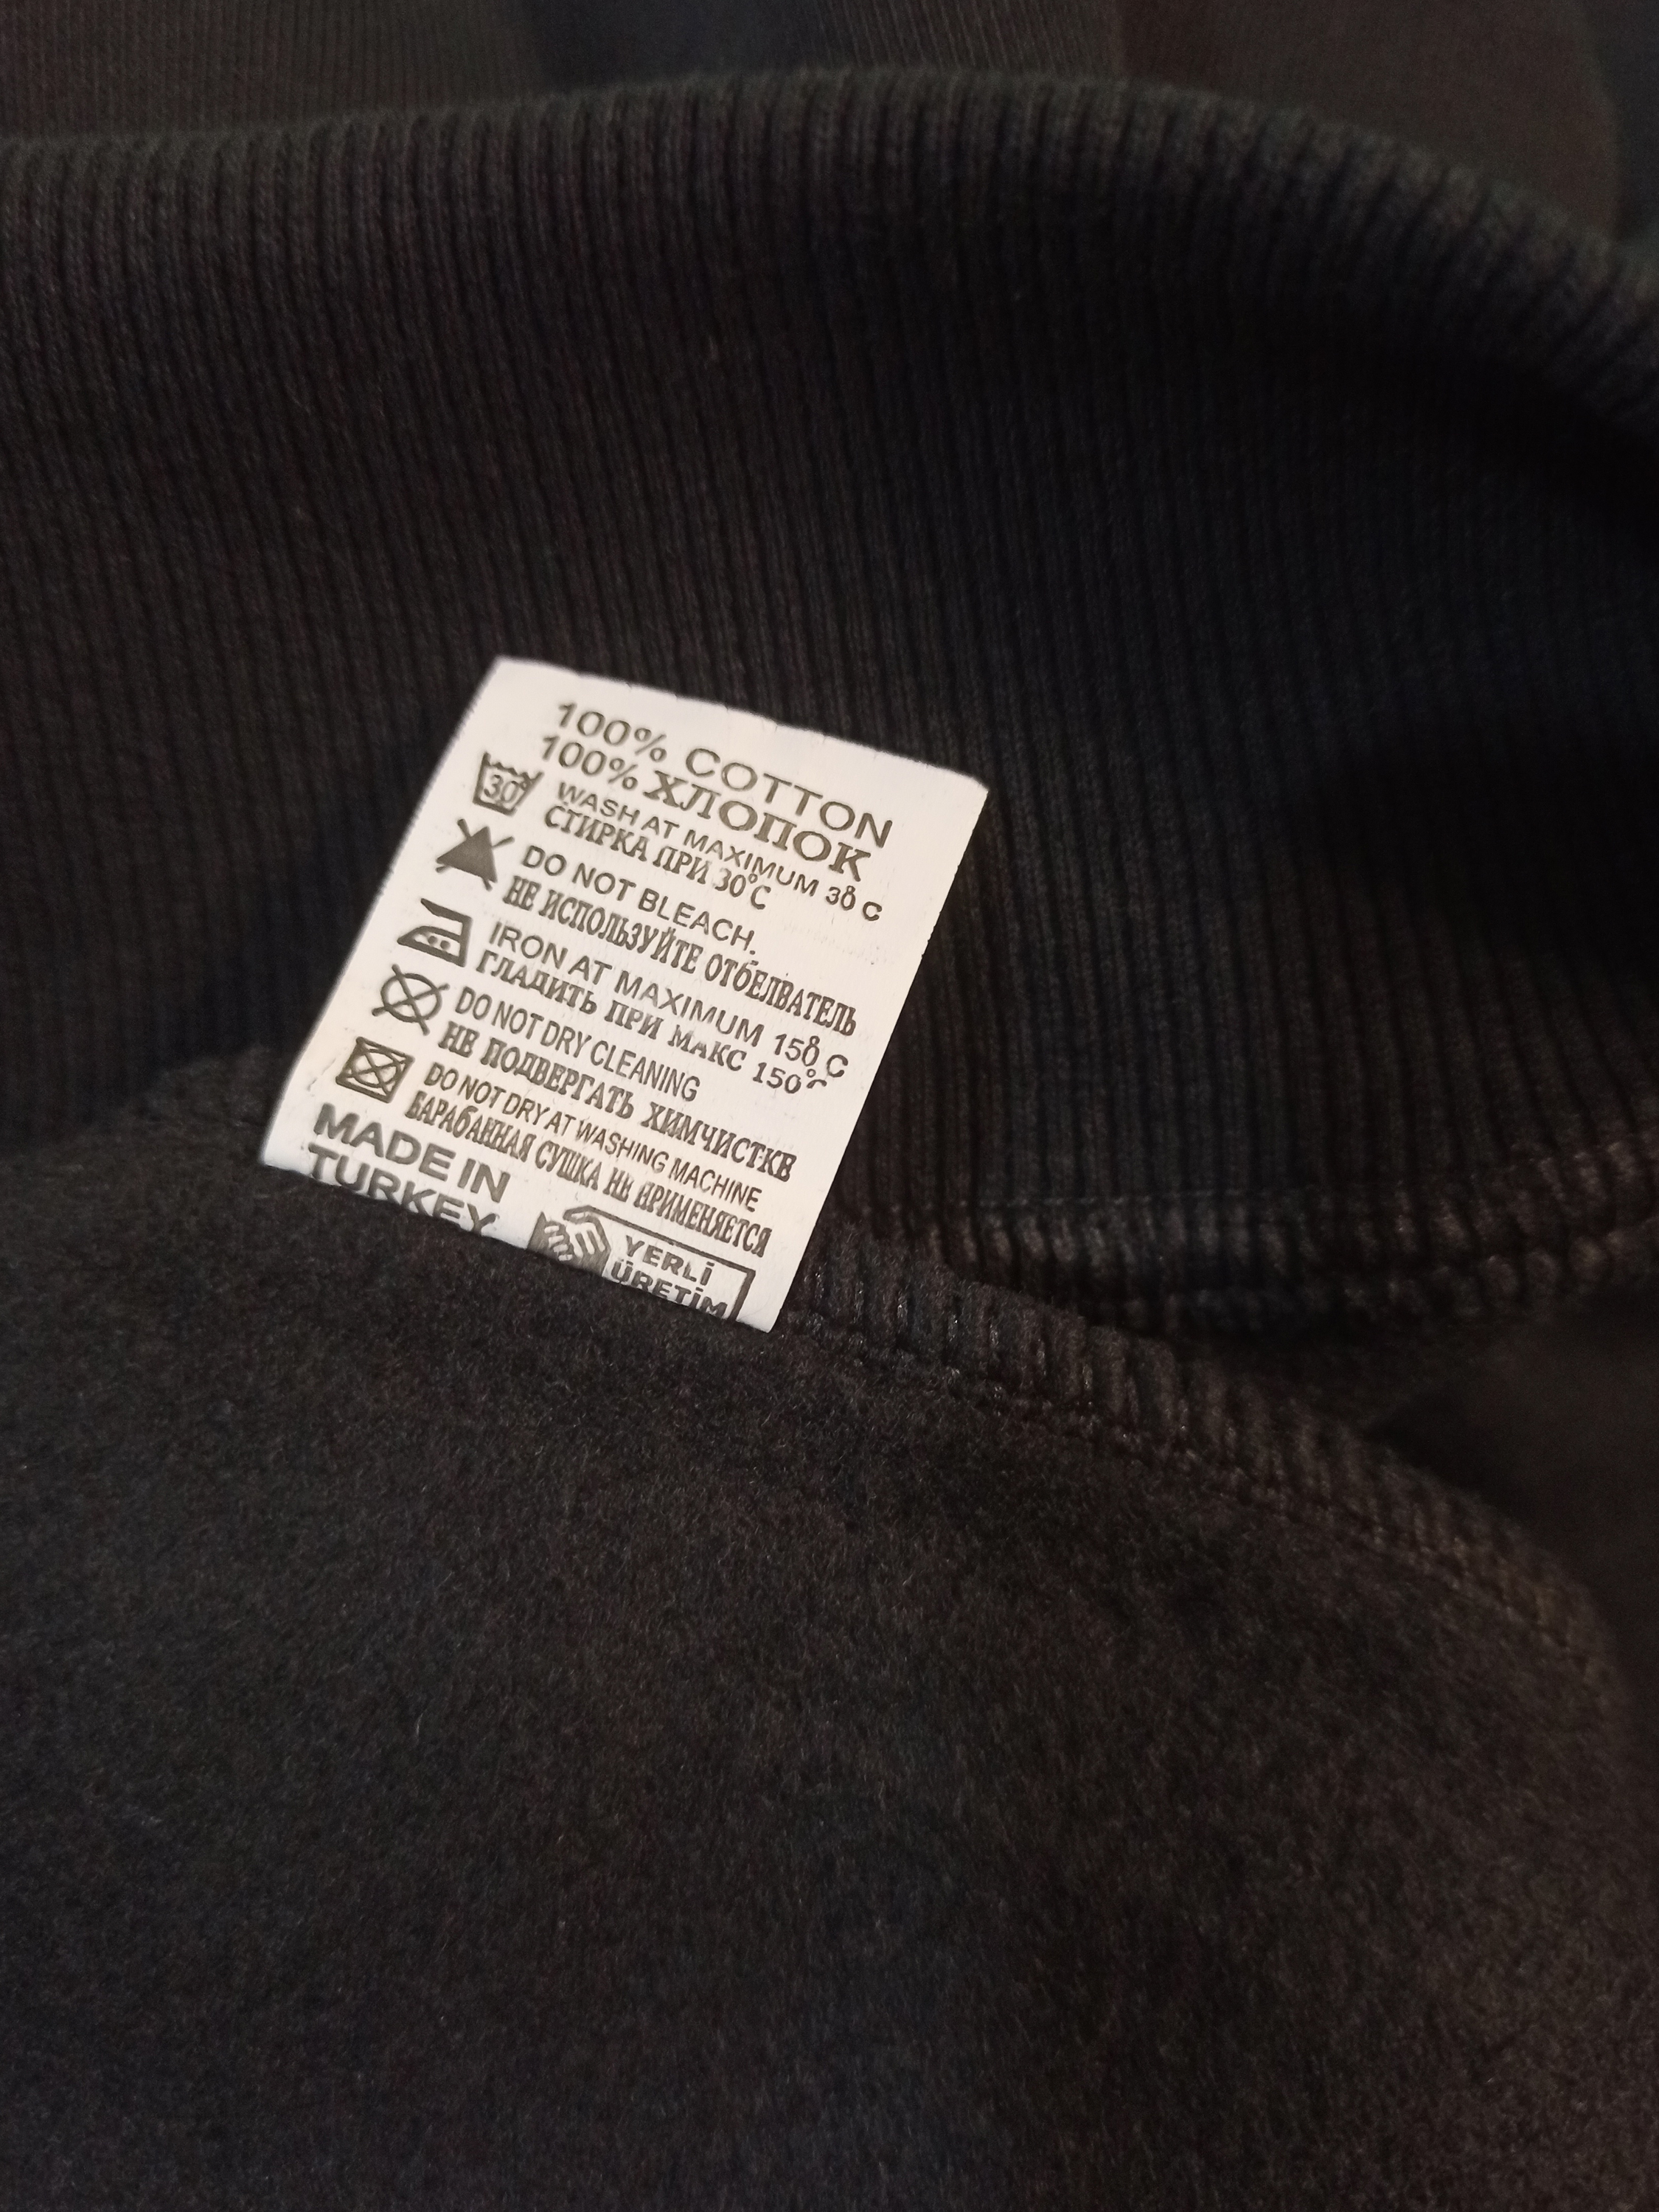 100% COTTON
100% ХЛОПОК
30°
WASH AT MAXIMUM 30 C
СТИРКА ПРИ 30°C
DO NOT BLEACH.
НЕ ИСПОЛЬЗУЙТЕ ОТбЕЛВАТЕЛЬ
IRON AT MAXIMUM 150 C
ГЛАДИТЬ ПРИ МАКС 150°C
DO NOT DRY CLEANING
НЕ ПОДВЕРГАТЬ ХИМЧИСТКЕ
DO NOT DRY AT WASHING MACHINE
БАРАбАННАЯ СУШКА НЕ ПРИМЕНЯЕТСЯ
MADE IN
TURKEY
YERLİ
ÜRETİM